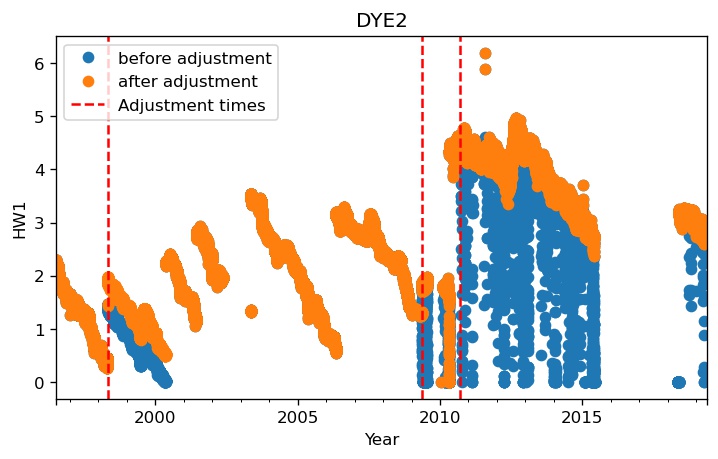 DYE2
before adjustment
after adjustment
Adjustment times
HW1
6
5
4
3
2
1
0
2000 2005 2010 2015
Year